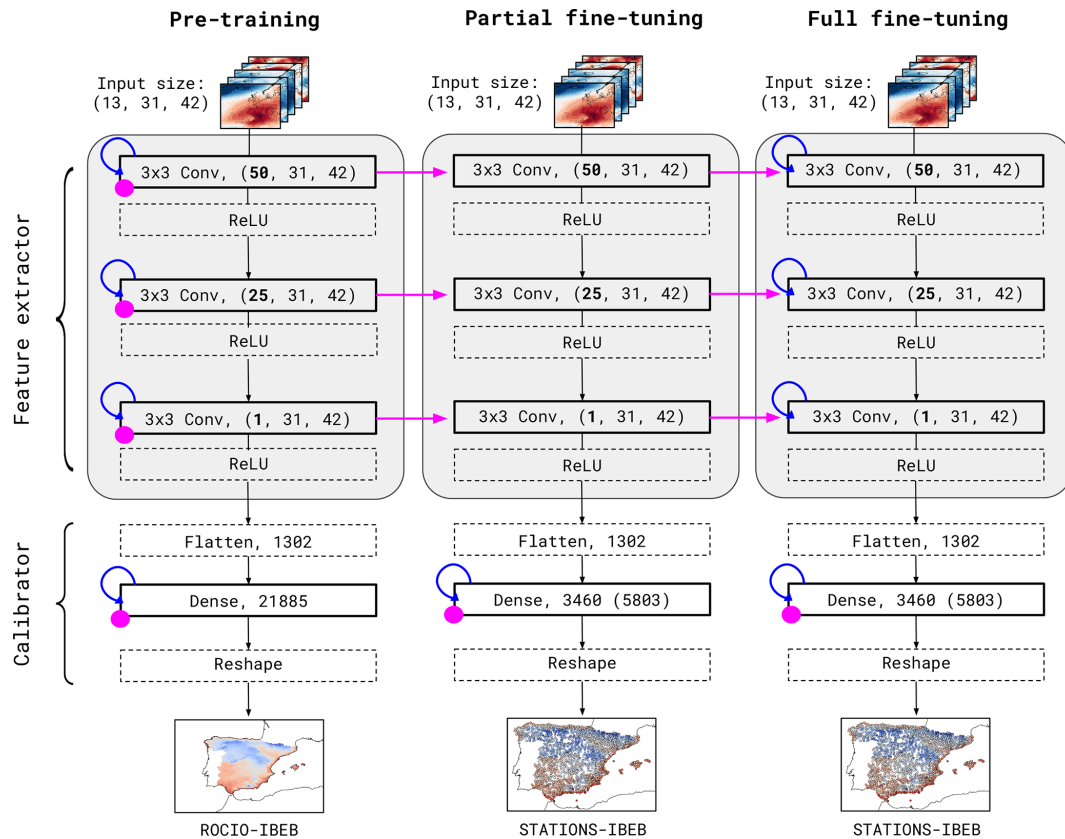 Pre-training
Partial fine-tuning
Full fine-tuning
Input size:
(13, 31, 42)
Input size:
(13, 31, 42)
Input size:
(13, 31, 42)
Feature extractor
3x3 Conv, (50, 31, 42)
3x3 Conv, (50, 31, 42)
3x3 Conv, (50, 31, 42)
ReLU
ReLU
ReLU
3x3 Conv, (25, 31, 42)
3x3 Conv, (25, 31, 42)
3x3 Conv, (25, 31, 42)
ReLU
ReLU
ReLU
3x3 Conv, (1, 31, 42)
3x3 Conv, (1, 31, 42)
3x3 Conv, (1, 31, 42)
ReLU
ReLU
ReLU
Calibrator
Flatten, 1302
Flatten, 1302
Flatten, 1302
Dense, 21885
Dense, 3460 (5803)
Dense, 3460 (5803)
Reshape
Reshape
Reshape
ROCIO-IBEB
STATIONS-IBEB
STATIONS-IBEB